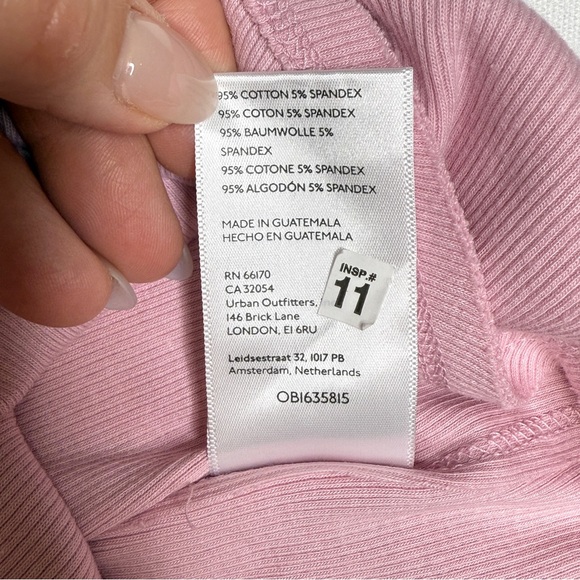 95% COTTON 5% SPANDEX
95% COTON 5% SPANDEX
95% BAUMWOLLE 5%
SPANDEX
95% COTONE 5% SPANDEX
95% ALGODÓN 5% SPANDEX
MADE IN GUATEMALA
HECHO EN GUATEMALA
RN 66170
CA 32054
Urban Outfitters,
146 Brick Lane
LONDON, E1 6RU
INSP.#
11
Leidsestraat 32, 1017 PB
Amsterdam, Netherlands
OB1635815